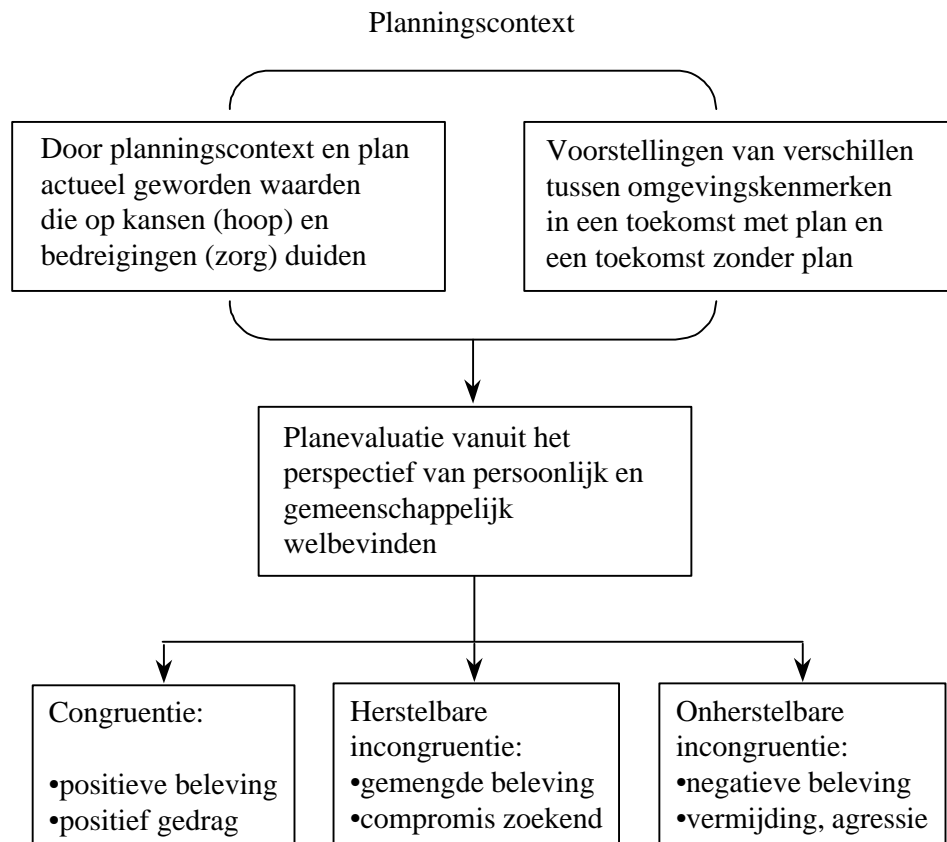 Planningscontext
Door planningscontext en plan
actueel geworden waarden
die op kansen (hoop) en
bedreigingen (zorg) duiden
Voorstellingen van verschillen
tussen omgevingskenmerken
in een toekomst met plan en
een toekomst zonder plan
Planevaluatie vanuit het
perspectief van persoonlijk en
gemeenschappelijk
welbevinden
Congruentie:
•positieve beleving
•positief gedrag
Herstelbare
incongruentie:
•gemengde beleving
•compromis zoekend
Onherstelbare
incongruentie:
•negatieve beleving
•vermijding, agressie